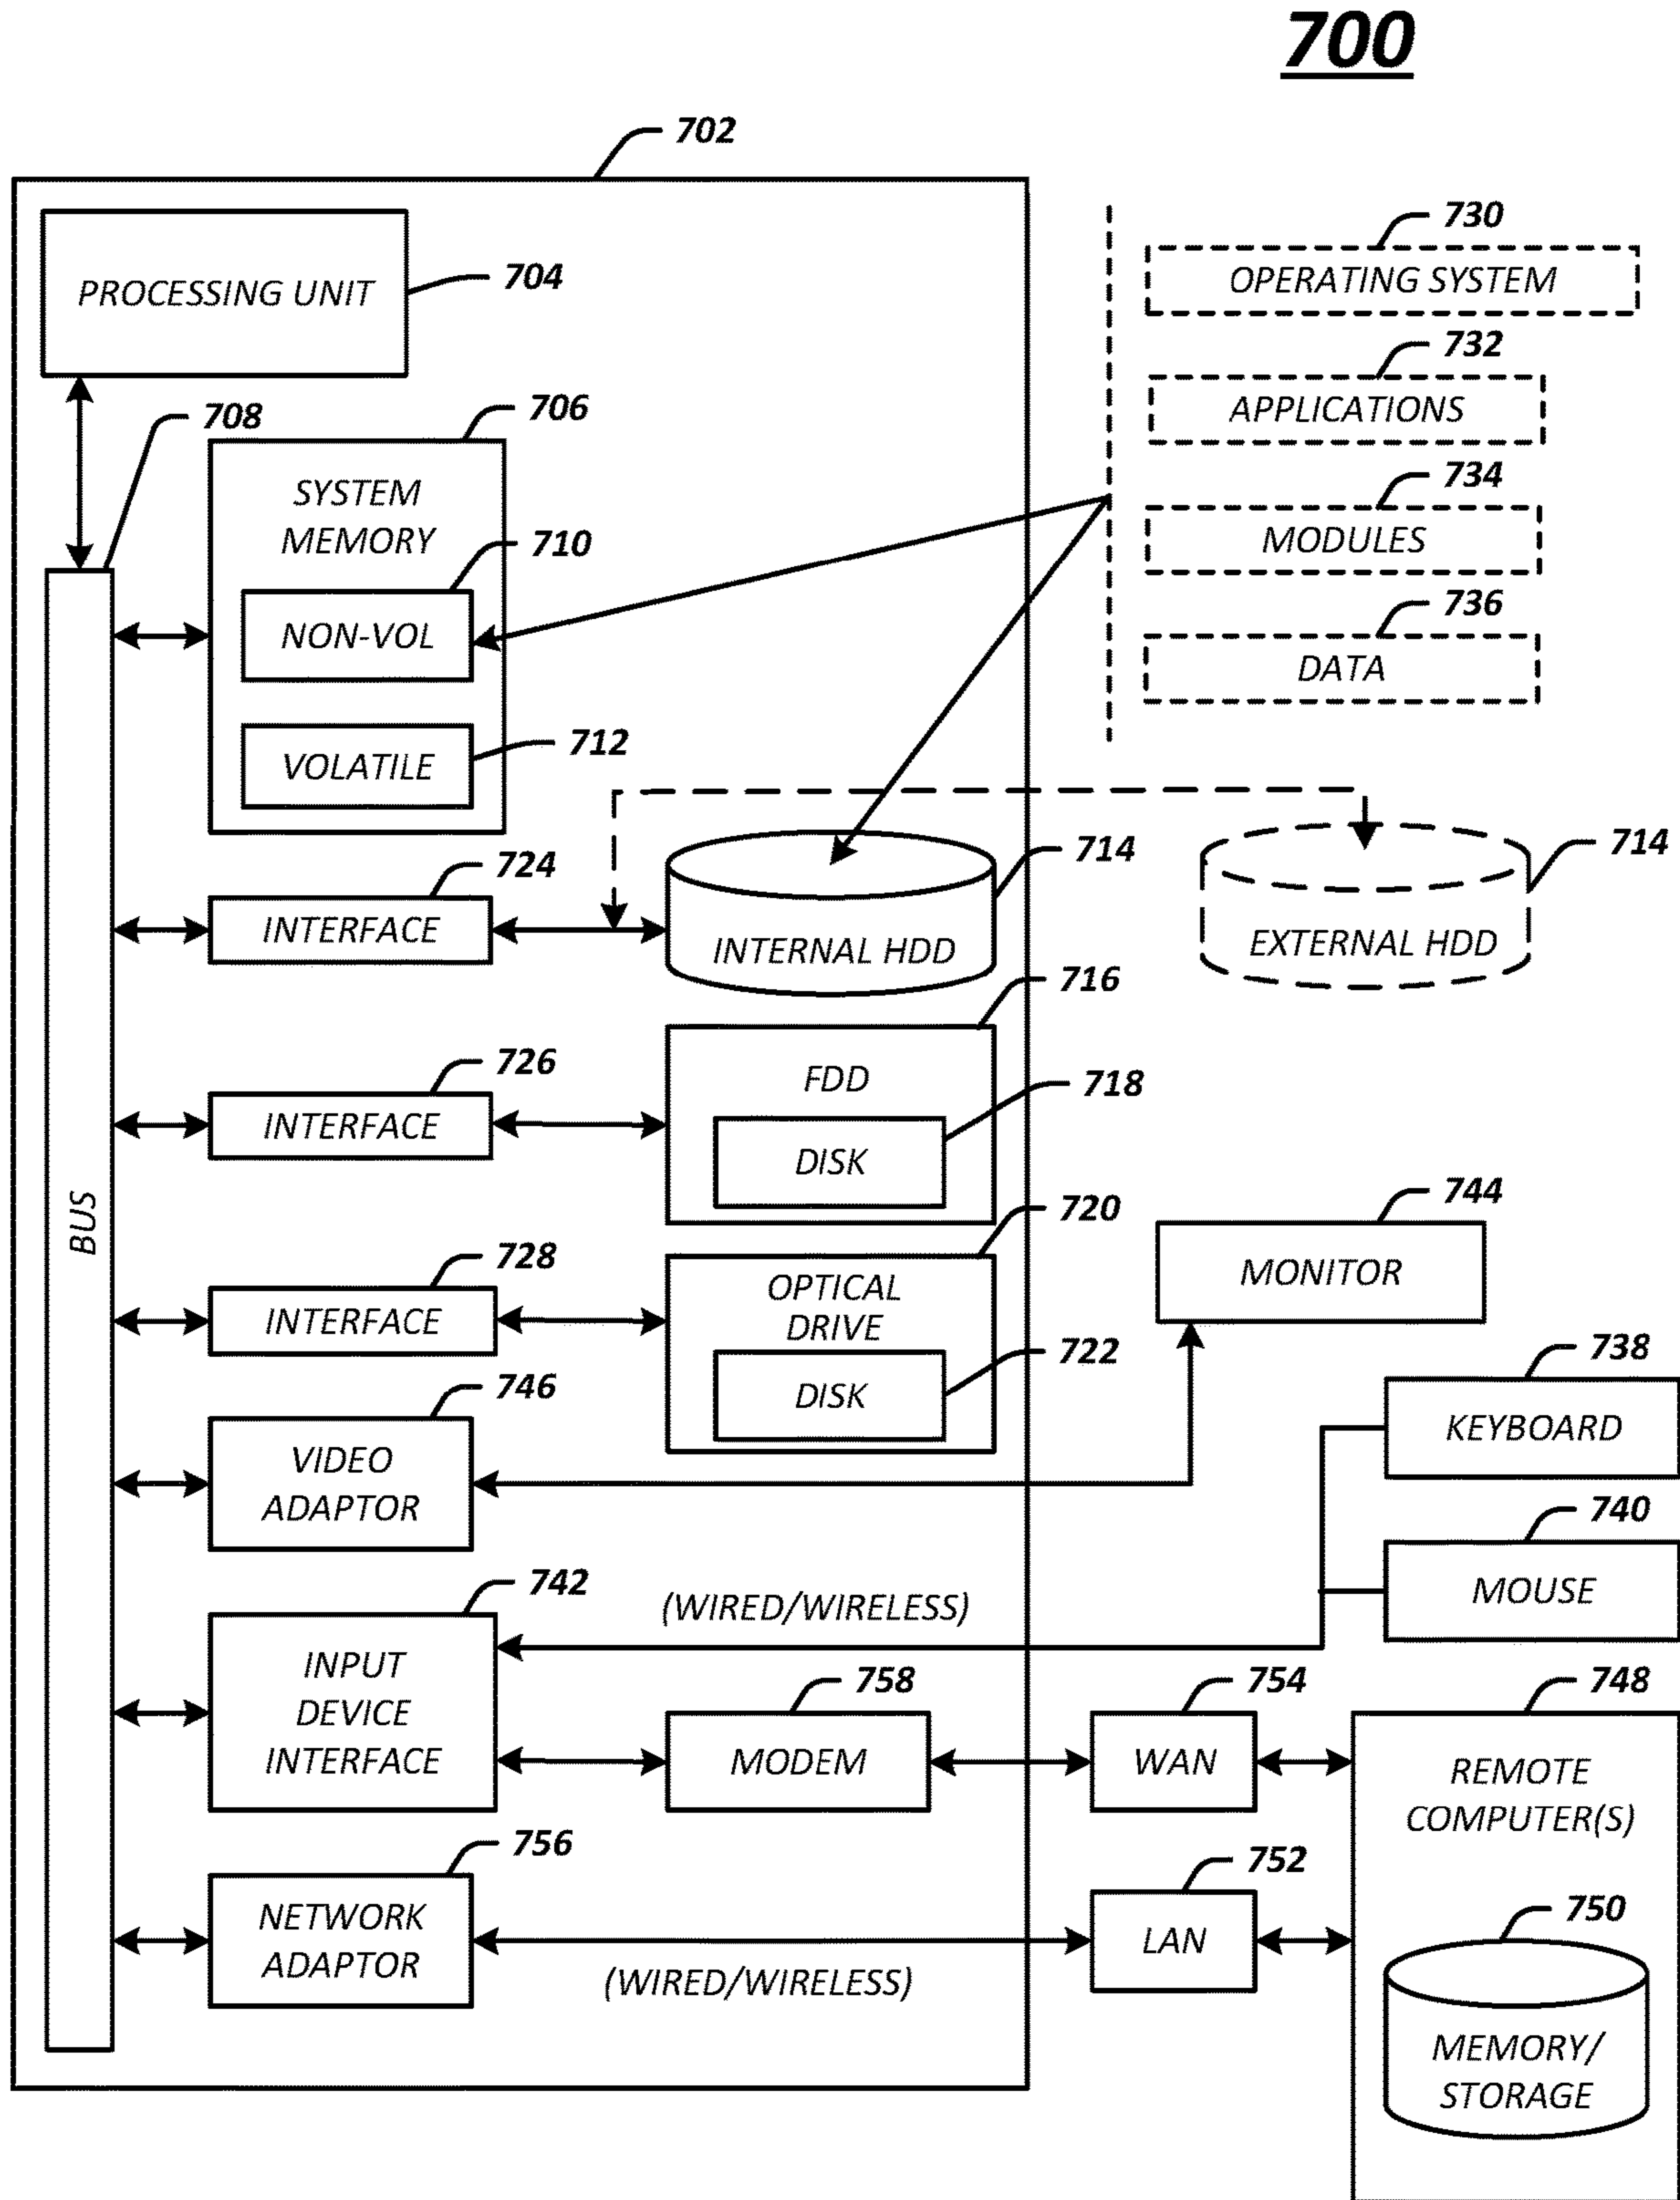 700
702
PROCESSING UNIT
704
730
OPERATING SYSTEM
732
APPLICATIONS
734
MODULES
736
DATA
708
706
SYSTEM
MEMORY
710
NON-VOL
712
VOLATILE
BUS
724
INTERFACE
714
INTERNAL HDD
714
EXTERNAL HDD
726
INTERFACE
716
FDD
718
DISK
728
INTERFACE
720
OPTICAL
DRIVE
722
DISK
744
MONITOR
746
VIDEO
ADAPTOR
738
KEYBOARD
740
MOUSE
742
INPUT
DEVICE
INTERFACE
(WIRED/WIRELESS)
758
MODEM
754
WAN
748
REMOTE
COMPUTER(S)
756
NETWORK
ADAPTOR
(WIRED/WIRELESS)
752
LAN
750
MEMORY/
STORAGE